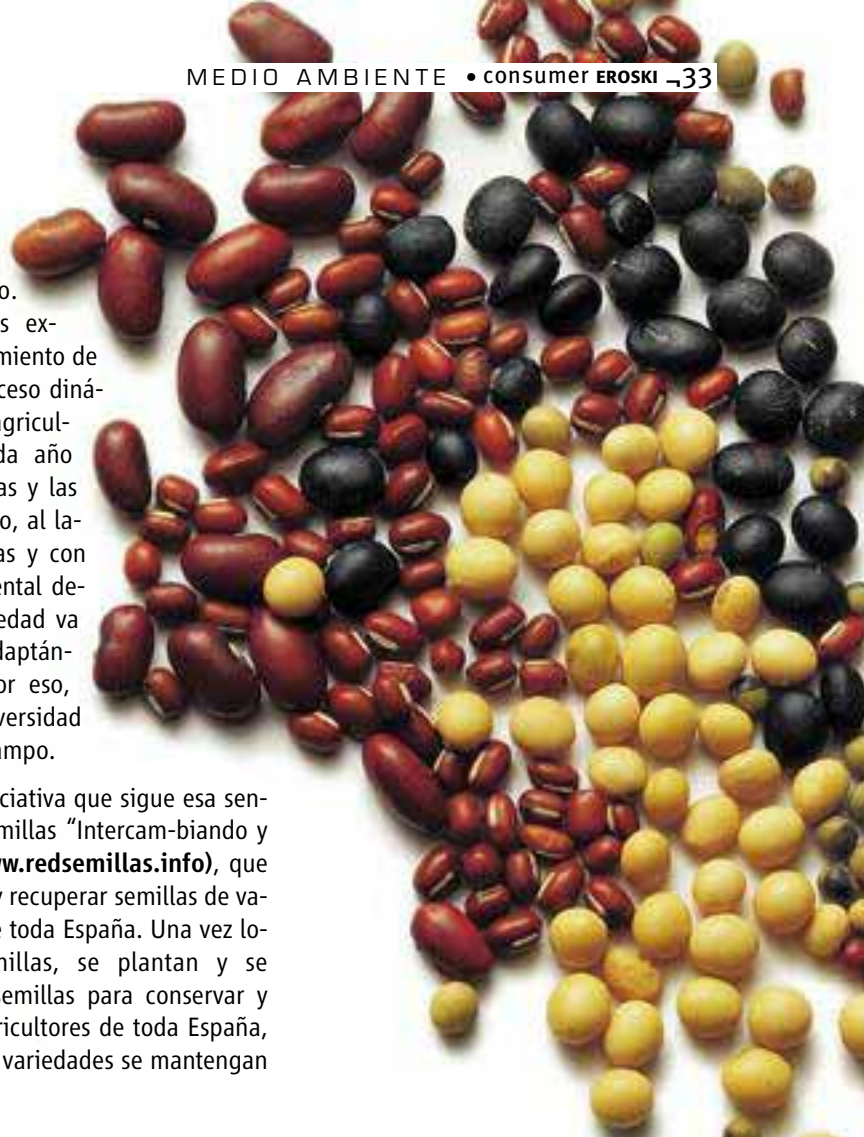 MEDIO AMBIENTE • consumer EROSKI ¬33
o.
s ex-
miento de
ceso diná-
gricul-
da año
as y las
o, al la-
as y con
ental de-
edad va
daptán-
or eso,
versidad
ampo.
ciativa que sigue esa sen-
millas “Intercam-biando y
w.redsemillas.info), que
y recuperar semillas de va-
e toda España. Una vez lo-
millas, se plantan y se
semillas para conservar y
ricultores de toda España,
variedades se mantengan